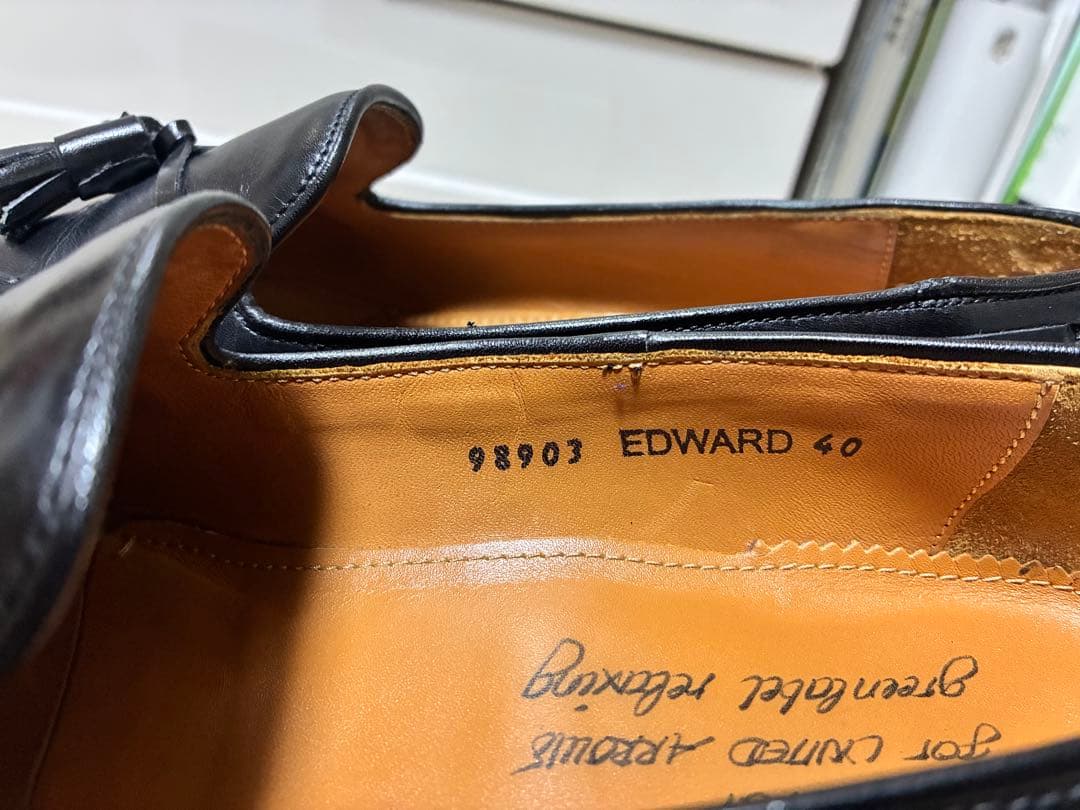 98903 EDWARD 40
for UNITED ARROWS
green label relaxing